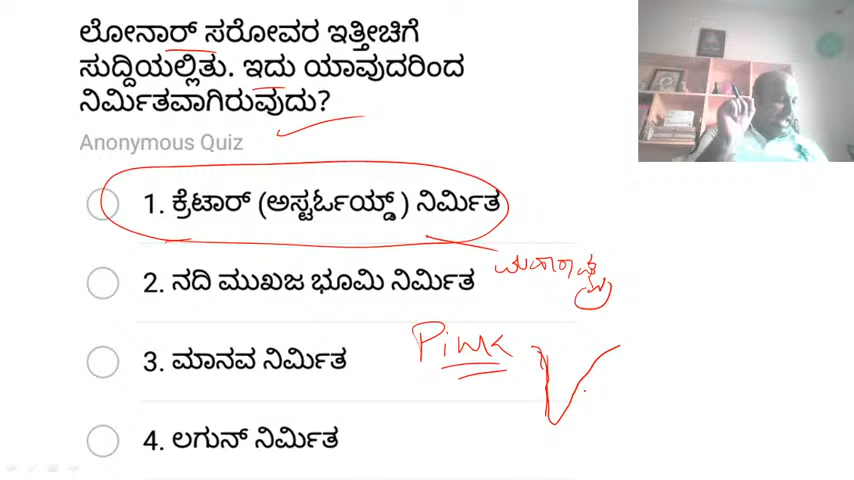 ಲೋನಾರ್ ಸರೋವರ ಇತ್ತೀಚಿಗೆ
ಸುದ್ದಿಯಲ್ಲಿತು. ಇದು ಯಾವುದರಿಂದ
ನಿರ್ಮಿತವಾಗಿರುವುದು?
Anonymous Quiz
1. ಕ್ರೆಟಾರ್ (ಅಸ್ಟರ್ಓಯ್ಡ್ ) ನಿರ್ಮಿತ
2. ನದಿ ಮುಖಜ ಭೂಮಿ ನಿರ್ಮಿತ
ಮಹಾರಾಷ್ಟ್ರ
Pink
3. ಮಾನವ ನಿರ್ಮಿತ
4. ಲಗುನ್ ನಿರ್ಮಿತ